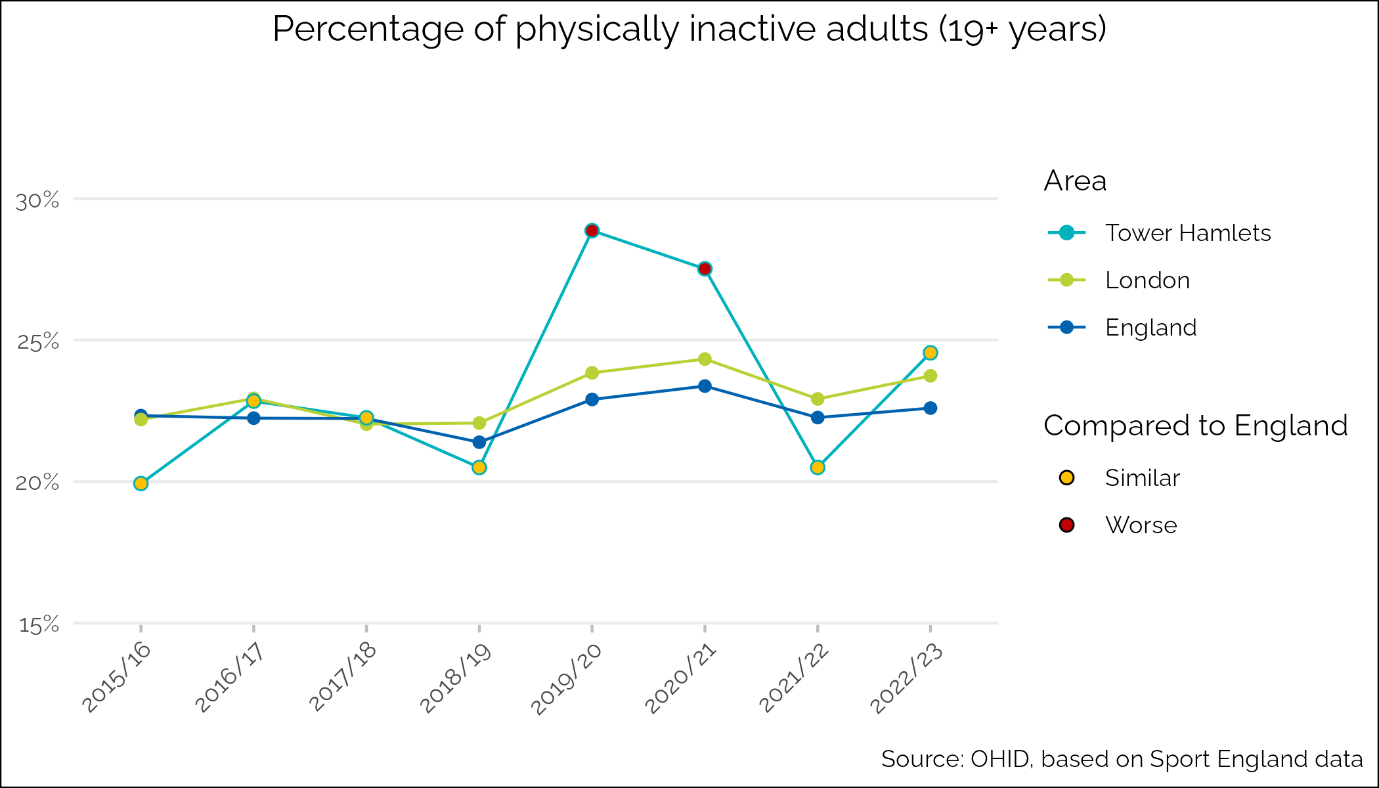 Percentage of physically inactive adults (19+ years)
30%
25%
20%
15%
2015/16
2016/17
2017/18
2018/19
2019/20
2020/21
2021/22
2022/23
Area
Tower Hamlets
London
England
Compared to England
Similar
Worse
Source: OHID, based on Sport England data